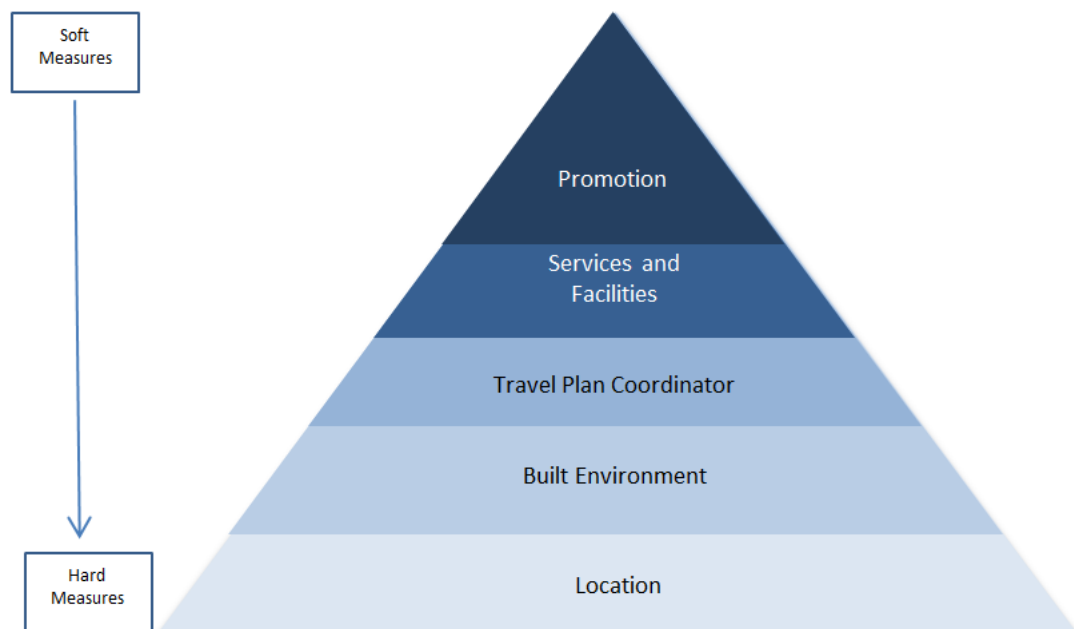 Soft
Measures
Promotion
Services and
Facilities
Travel Plan Coordinator
Built Environment
Hard
Measures
Location